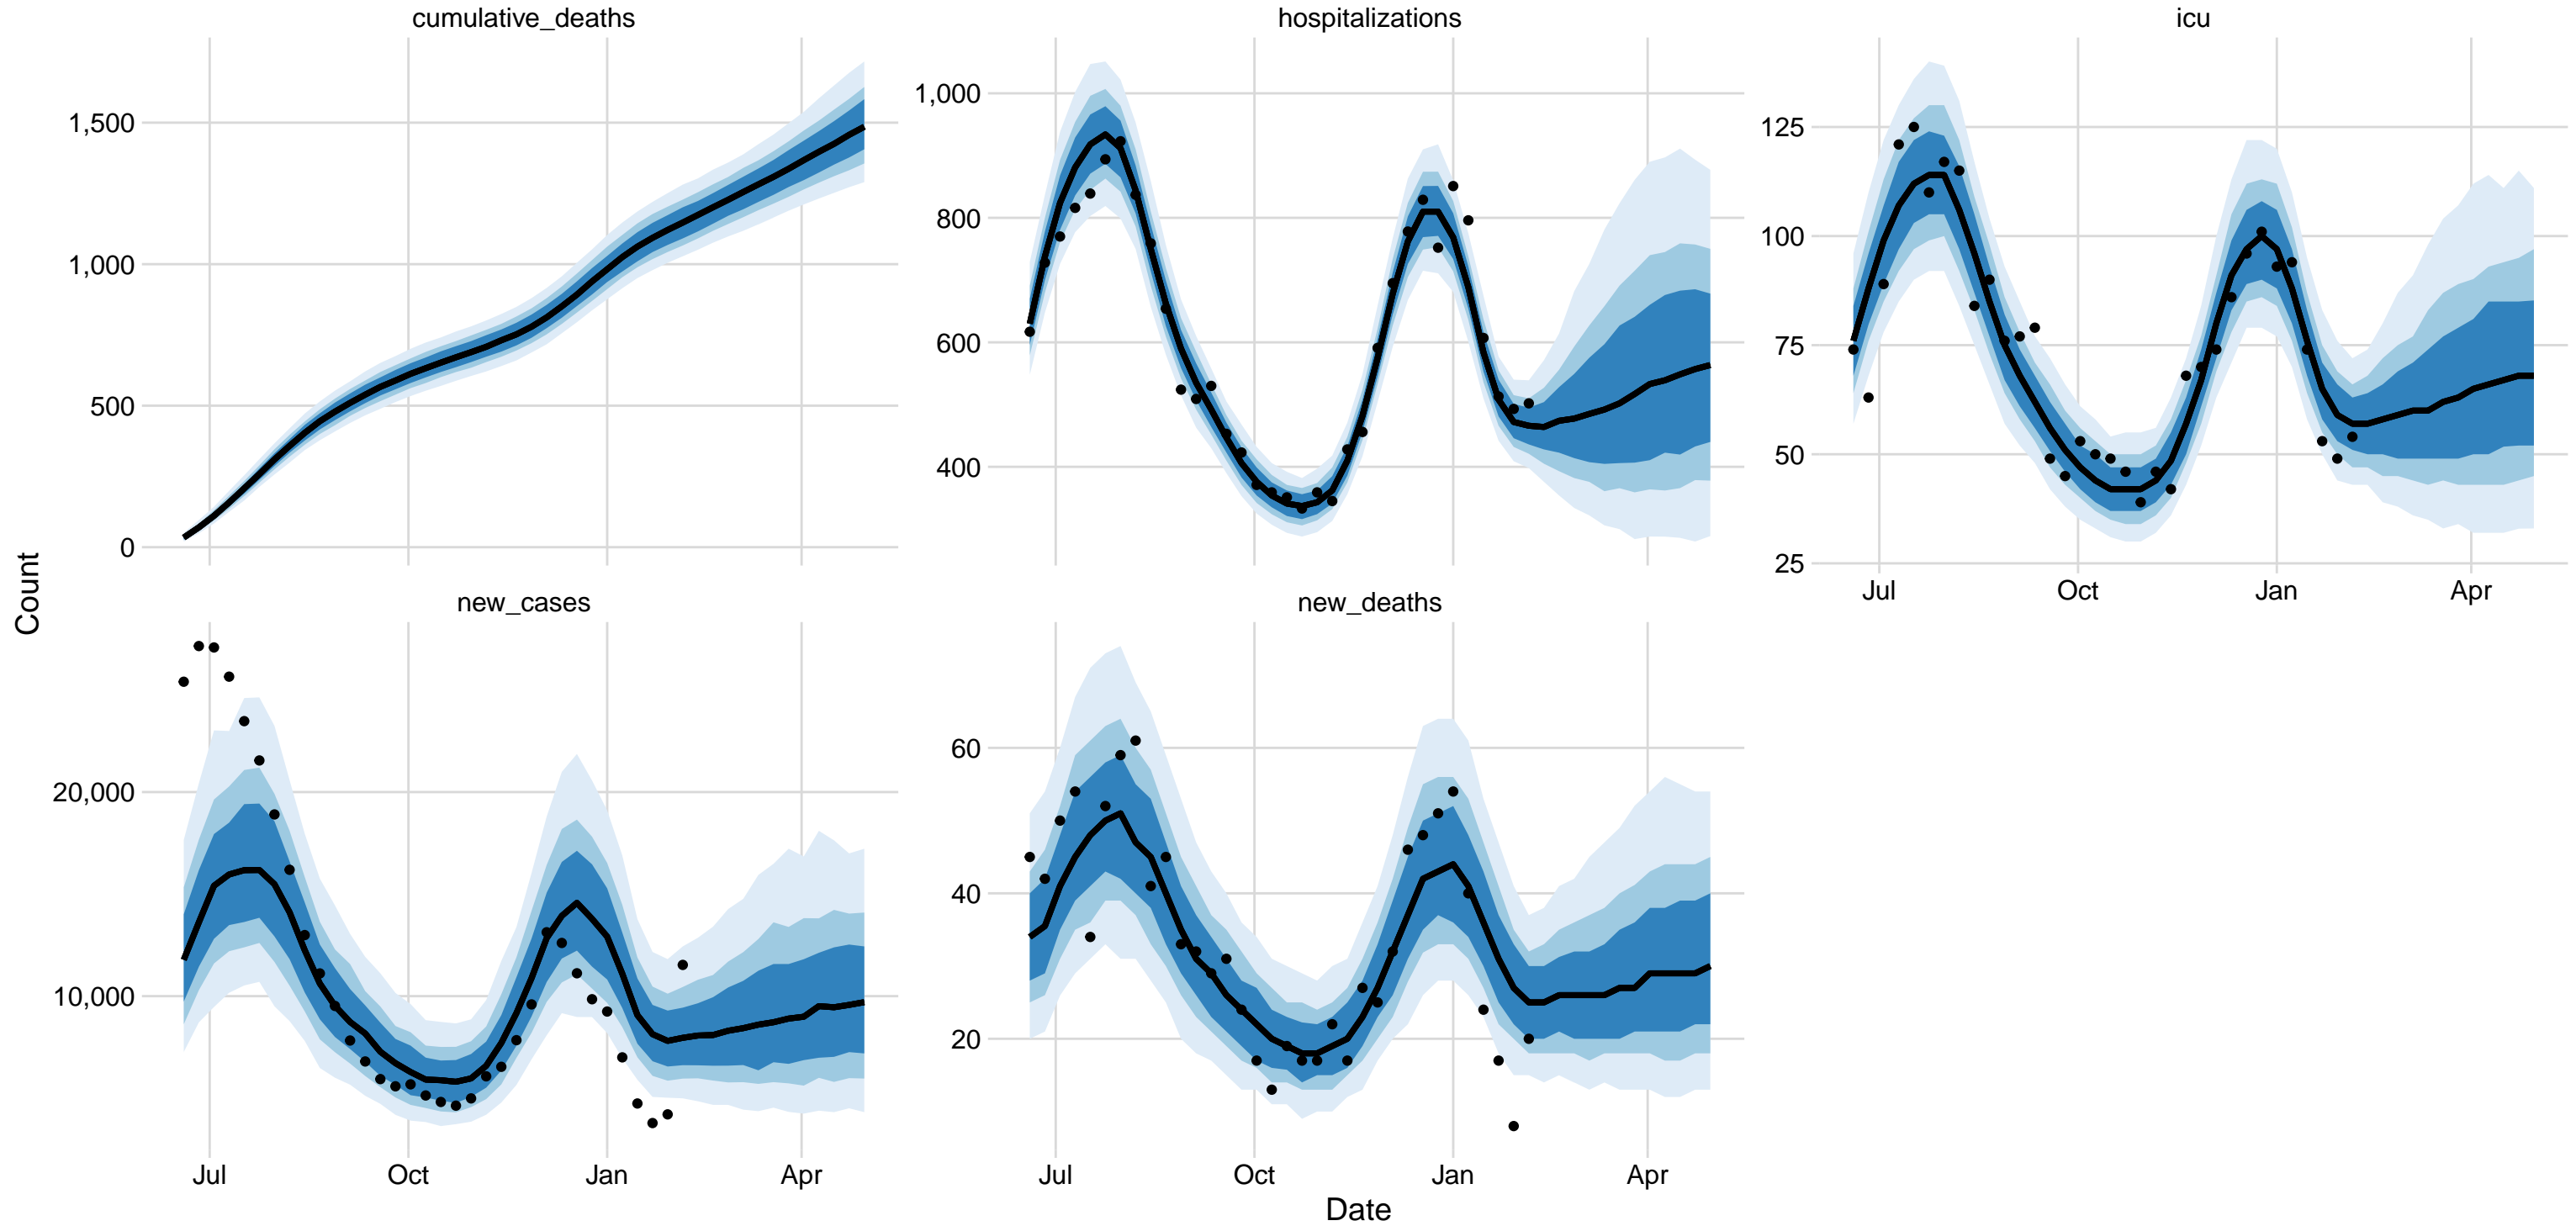 cumulative_deaths
hospitalizations
icu
1,500
1,000
500
0
1,000
800
600
400
125
100
75
50
25
Jul Oct Jan Apr
Count
new_cases
new_deaths
20,000
10,000
60
40
20
Jul Oct Jan Apr
Jul Oct Jan Apr
Date